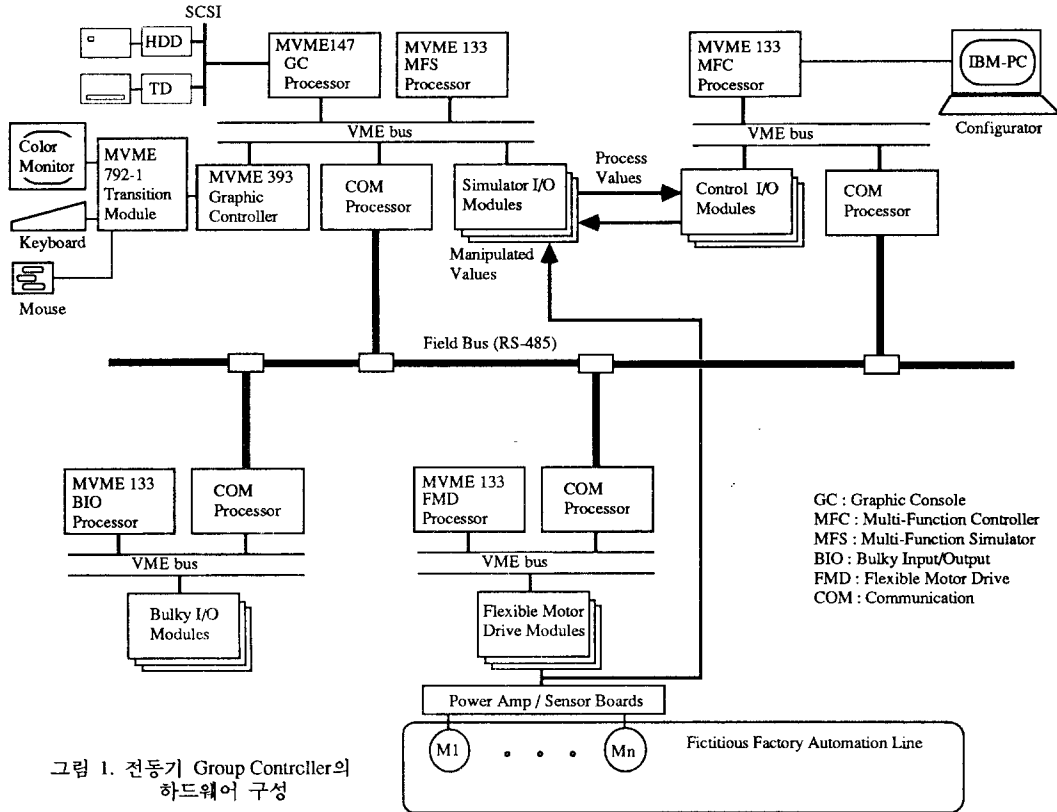 SCSI
HDD
TD
MVME147
GC
Processor
MVME 133
MFS
Processor
MVME 133
MFC
Processor
IBM-PC
Configurator
VME bus
VME bus
Color
Monitor
MVME
792-1
Transition
Module
MVME 393
Graphic
Controller
COM
Processor
Simulator I/O
Modules
Process
Values
Control I/O
Modules
COM
Processor
Keyboard
Manipulated
Values
Mouse
Field Bus (RS-485)
MVME 133
BIO
Processor
COM
Processor
MVME 133
FMD
Processor
COM
Processor
VME bus
VME bus
Bulky I/O
Modules
Flexible Motor
Drive Modules
GC : Graphic Console
MFC : Multi-Function Controller
MFS : Multi-Function Simulator
BIO : Bulky Input/Output
FMD : Flexible Motor Drive
COM : Communication
Power Amp / Sensor Boards
M1
Mn
Fictitious Factory Automation Line
그림 1. 전동기 Group Controller의
하드웨어 구성